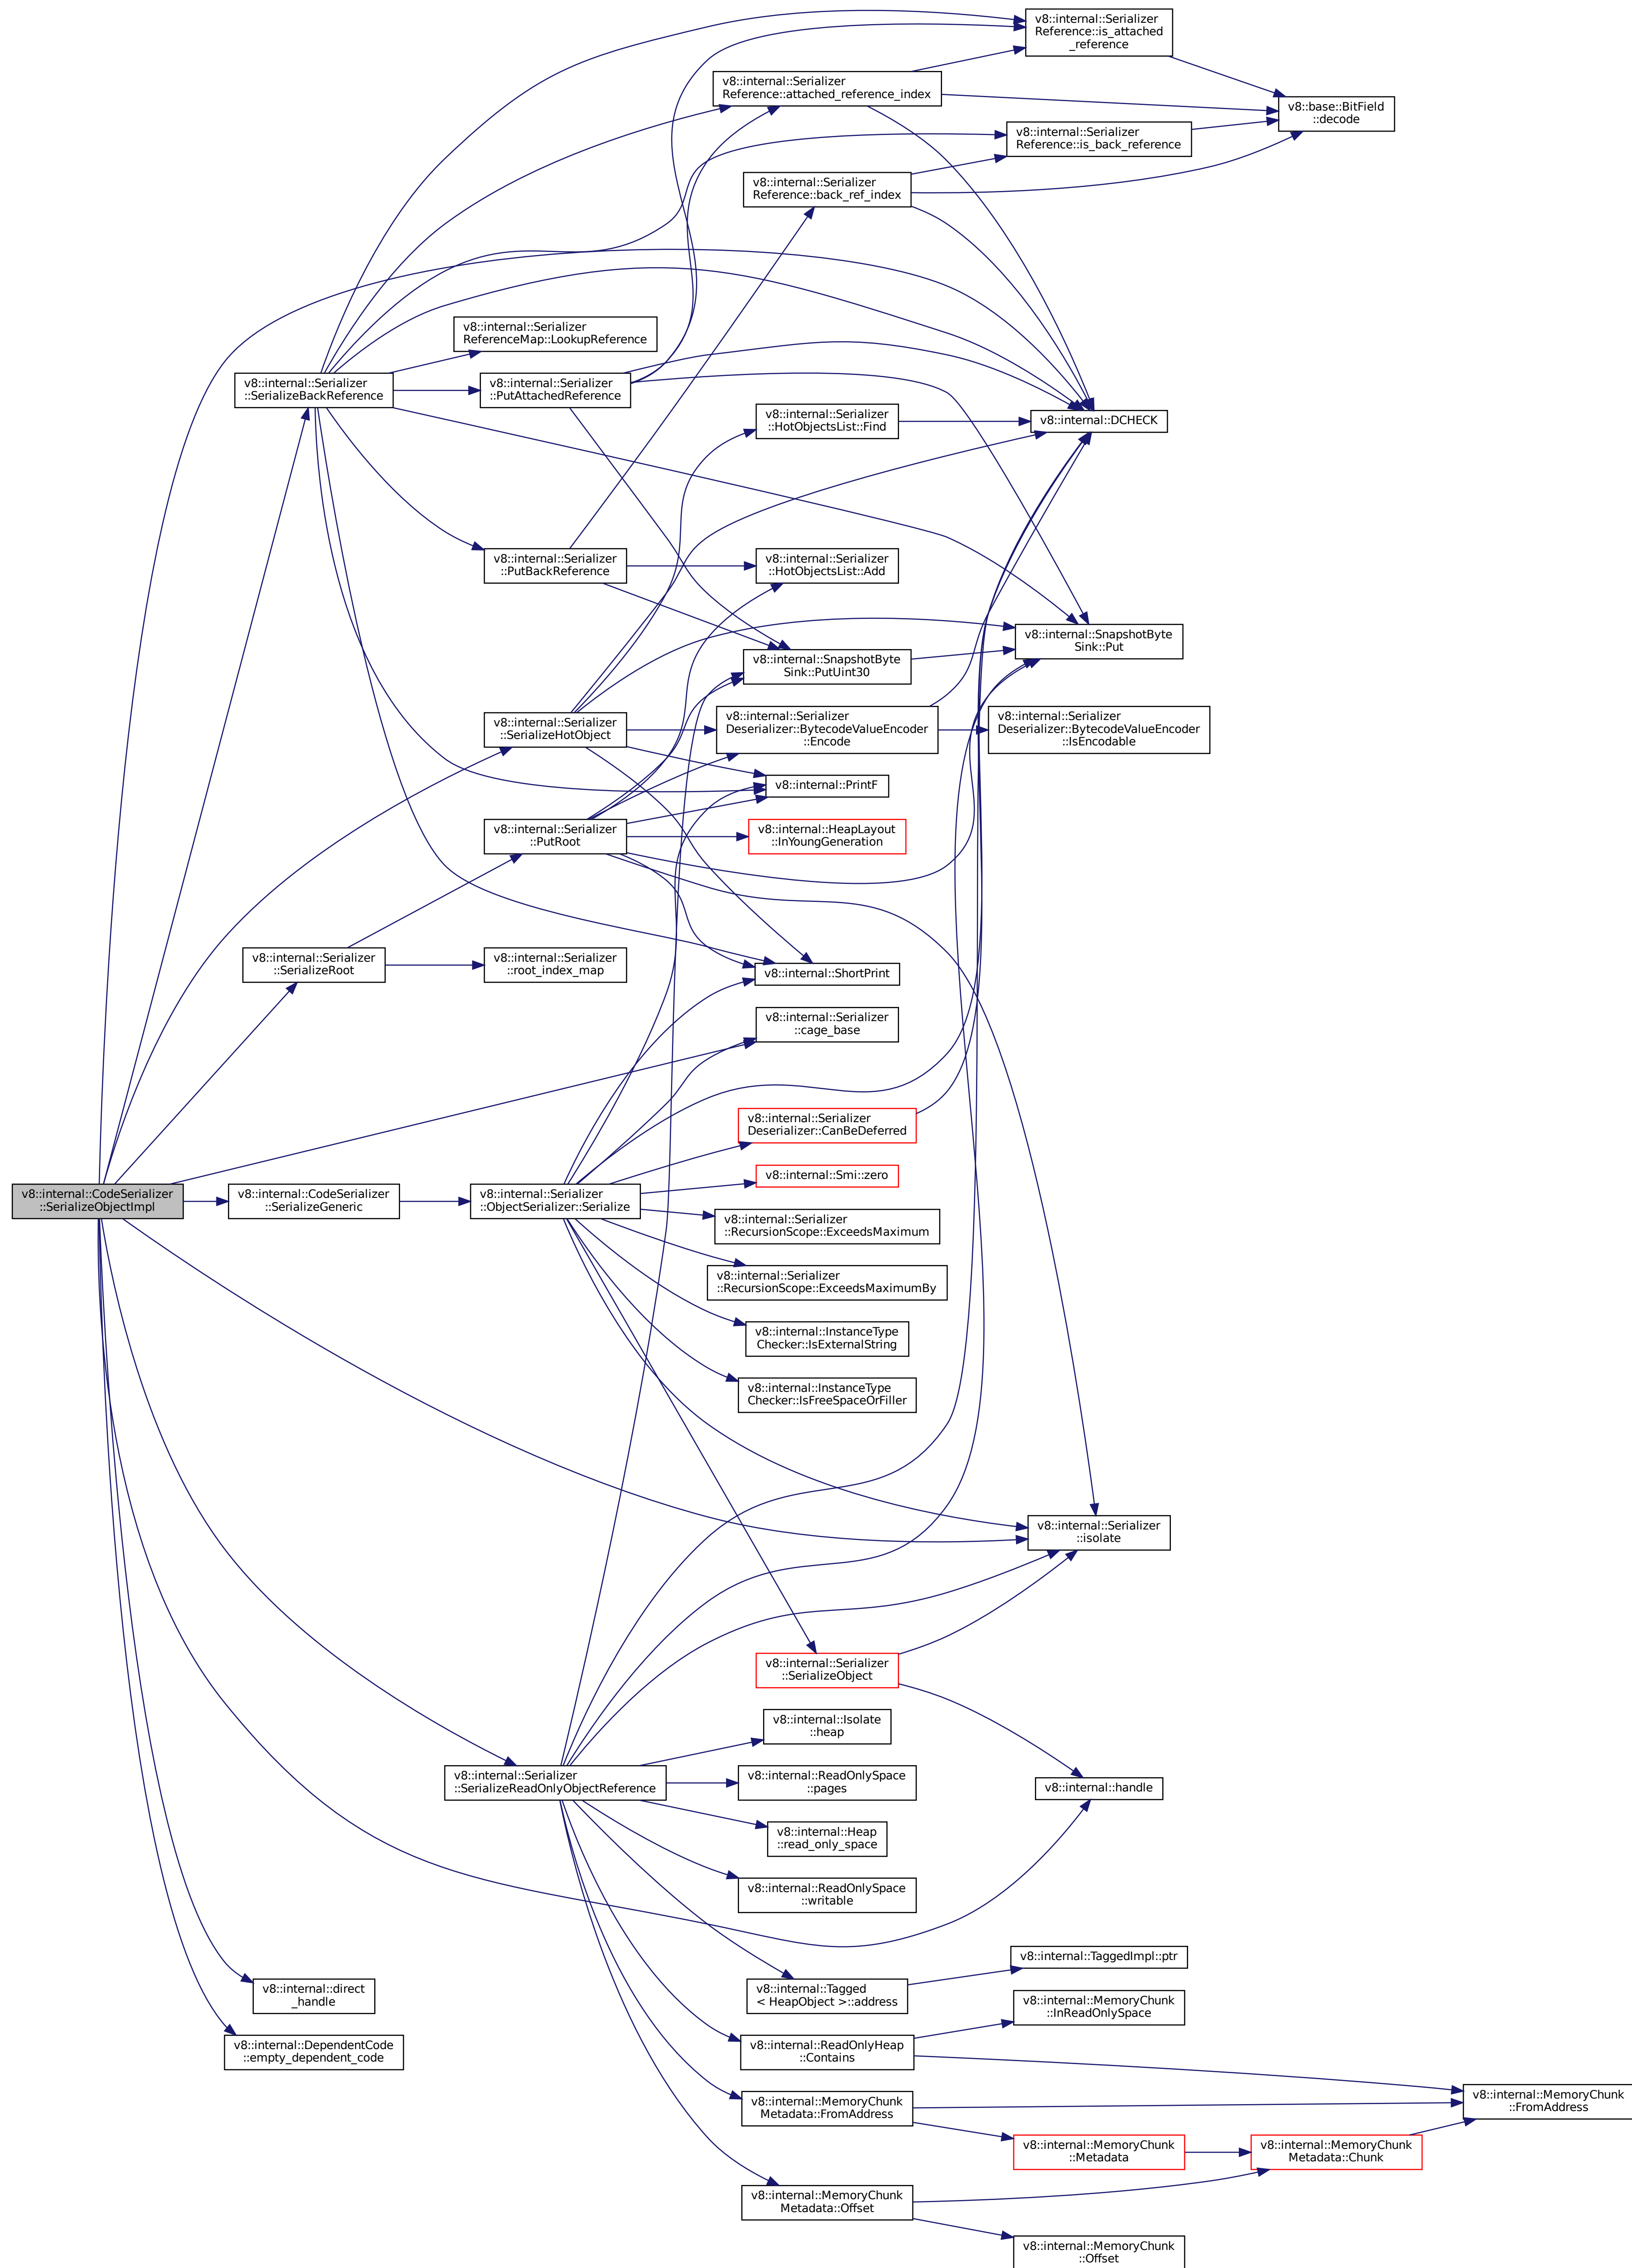 v8::internal::Serializer
Reference::is_attached
_reference
v8::internal::Serializer
Reference::attached_reference_index
v8::base::BitField
::decode
v8::internal::Serializer
Reference::is_back_reference
v8::internal::Serializer
Reference::back_ref_index
v8::internal::Serializer
ReferenceMap::LookupReference
v8::internal::Serializer
::SerializeBackReference
v8::internal::Serializer
::PutAttachedReference
v8::internal::Serializer
::HotObjectsList::Find
v8::internal::DCHECK
v8::internal::Serializer
::PutBackReference
v8::internal::Serializer
::HotObjectsList::Add
v8::internal::SnapshotByte
Sink::Put
v8::internal::SnapshotByte
Sink::PutUint30
v8::internal::Serializer
::SerializeHotObject
v8::internal::Serializer
Deserializer::BytecodeValueEncoder
::Encode
v8::internal::Serializer
Deserializer::BytecodeValueEncoder
::IsEncodable
v8::internal::PrintF
v8::internal::Serializer
::PutRoot
v8::internal::HeapLayout
::InYoungGeneration
v8::internal::Serializer
::SerializeRoot
v8::internal::Serializer
::root_index_map
v8::internal::ShortPrint
v8::internal::Serializer
::cage_base
v8::internal::Serializer
Deserializer::CanBeDeferred
v8::internal::Smi::zero
v8::internal::CodeSerializer
::SerializeObjectImpl
v8::internal::CodeSerializer
::SerializeGeneric
v8::internal::Serializer
::ObjectSerializer::Serialize
v8::internal::Serializer
::RecursionScope::ExceedsMaximum
v8::internal::Serializer
::RecursionScope::ExceedsMaximumBy
v8::internal::InstanceType
Checker::IsExternalString
v8::internal::InstanceType
Checker::IsFreeSpaceOrFiller
v8::internal::Serializer
::isolate
v8::internal::Serializer
::SerializeObject
v8::internal::Isolate
::heap
v8::internal::Serializer
::SerializeReadOnlyObjectReference
v8::internal::ReadOnlySpace
::pages
v8::internal::handle
v8::internal::Heap
::read_only_space
v8::internal::ReadOnlySpace
::writable
v8::internal::TaggedImpl::ptr
v8::internal::direct
_handle
v8::internal::Tagged
< HeapObject >::address
v8::internal::MemoryChunk
::InReadOnlySpace
v8::internal::DependentCode
::empty_dependent_code
v8::internal::ReadOnlyHeap
::Contains
v8::internal::MemoryChunk
Metadata::FromAddress
v8::internal::MemoryChunk
::FromAddress
v8::internal::MemoryChunk
::Metadata
v8::internal::MemoryChunk
Metadata::Chunk
v8::internal::MemoryChunk
Metadata::Offset
v8::internal::MemoryChunk
::Offset